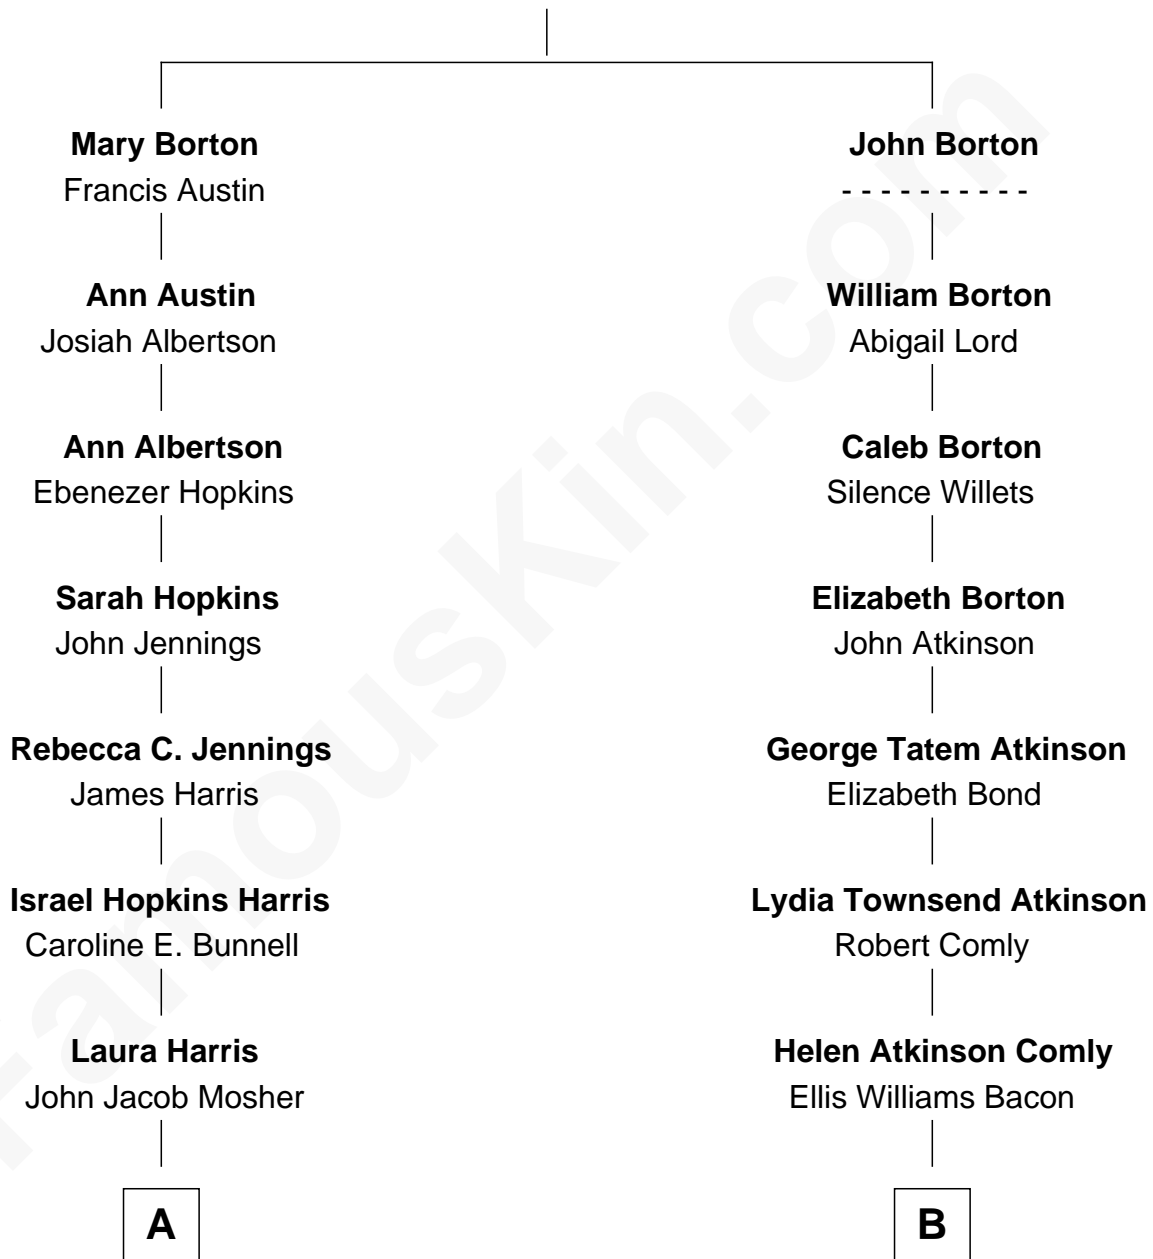 Mary Borton
Francis Austin
Ann Austin
Josiah Albertson
Ann Albertson
Ebenezer Hopkins
Sarah Hopkins
John Jennings
Rebecca C. Jennings
James Harris
Israel Hopkins Harris
Caroline E. Bunnell
Laura Harris
John Jacob Mosher
A
John Borton
- - - - - - - - - -
William Borton
Abigail Lord
Caleb Borton
Silence Willets
Elizabeth Borton
John Atkinson
George Tatem Atkinson
Elizabeth Bond
Lydia Townsend Atkinson
Robert Comly
Helen Atkinson Comly
Ellis Williams Bacon
B
FamousKin.com